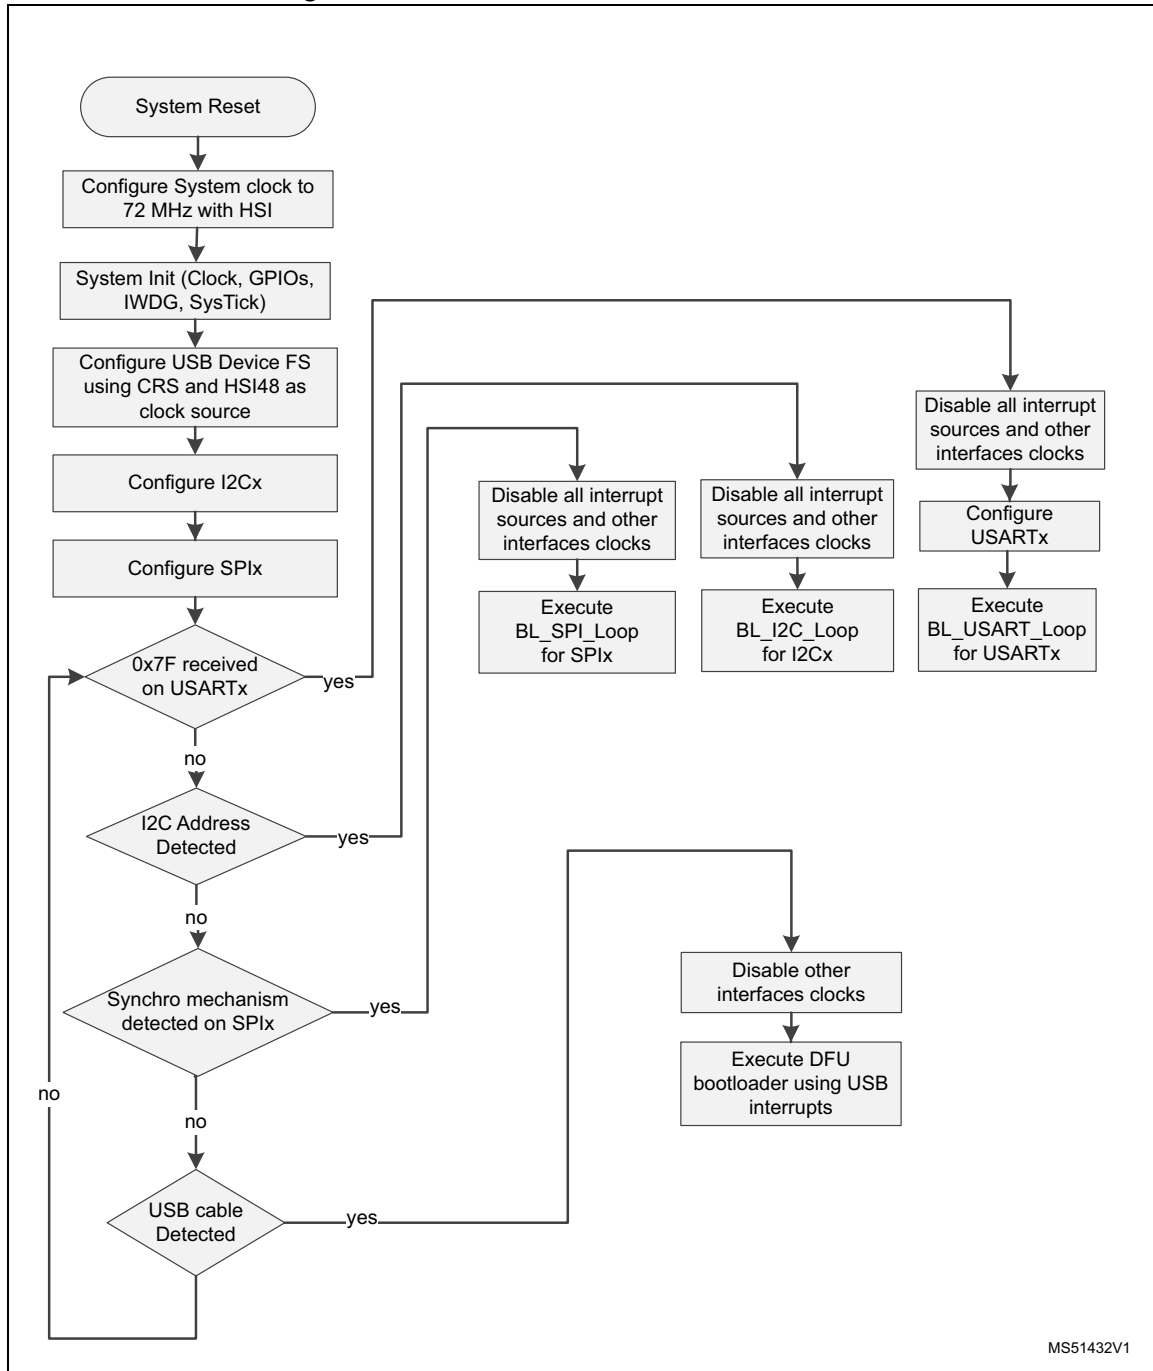 System Reset
Configure System clock to
72 MHz with HSI
System Init (Clock, GPIOs,
IWDG, SysTick)
Configure USB Device FS
using CRS and HSI48 as
clock source
Configure I2Cx
Configure SPIx
0x7F received
on USARTx
yes
no
I2C Address
Detected
yes
no
Synchro mechanism
detected on SPIx
yes
no
no
USB cable
Detected
yes
Disable all interrupt
sources and other
interfaces clocks
Execute
BL_SPI_Loop
for SPIx
Disable all interrupt
sources and other
interfaces clocks
Execute
BL_I2C_Loop
for I2Cx
Disable all interrupt
sources and other
interfaces clocks
Configure
USARTx
Execute
BL_USART_Loop
for USARTx
Disable other
interfaces clocks
Execute DFU
bootloader using USB
interrupts
MS51432V1